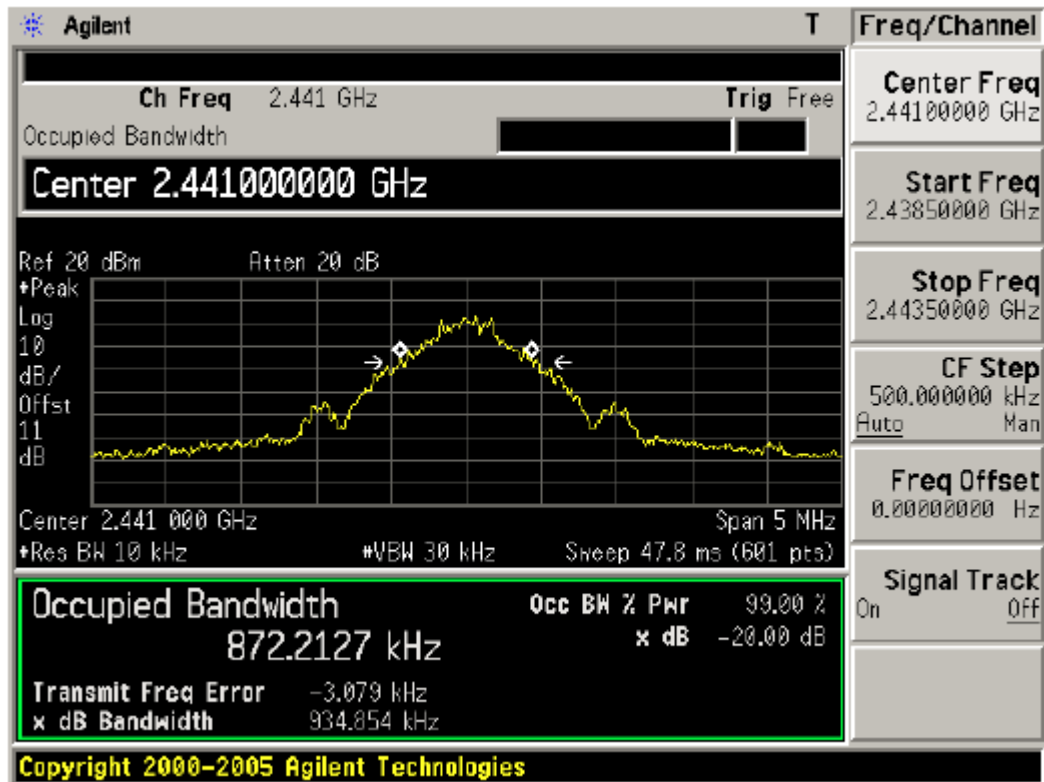 Agilent T
Ch Freq 2.441 GHz Trig Free
Occupied Bandwidth
Center 2.441000000 GHz
Ref 20 dBm Atten 20 dB
#Peak
Log
10
dB/
Offst
11
dB
Center 2.441 000 GHz Span 5 MHz
#Res BW 10 kHz #VBW 30 kHz Sweep 47.8 ms (601 pts)
Occupied Bandwidth
872.2127 kHz
Occ BW % Pwr 99.00 %
x dB -20.00 dB
Transmit Freq Error -3.079 kHz
x dB Bandwidth 934.854 kHz
Copyright 2000-2005 Agilent Technologies
Freq/Channel
Center Freq
2.44100000 GHz
Start Freq
2.43850000 GHz
Stop Freq
2.44350000 GHz
CF Step
500.000000 kHz
Auto Man
Freq Offset
0.00000000 Hz
Signal Track
On Off